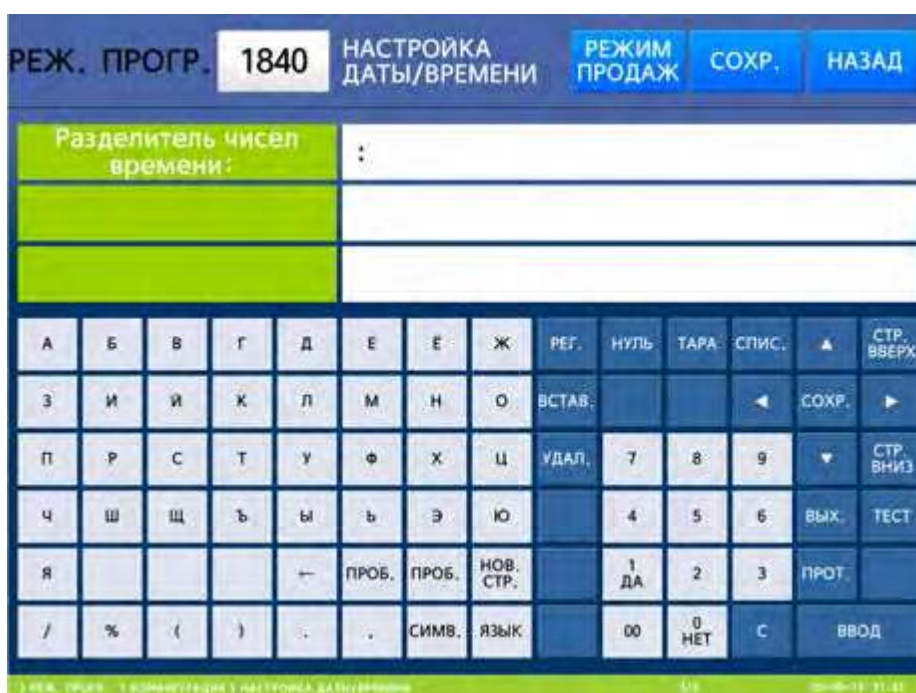 РЕЖ. ПРОГР. 1840 НАСТРОЙКА ДАТЫ/ВРЕМЕНИ РЕЖИМ ПРОДАЖ СОХР. НАЗАД
Разделитель чисел
времени: :
А Б В Г Д Е Ё Ж РЕГ. НУЛЬ ТАРА СПИС. ▲ СТР. ВВЕРХ
З И Й К Л М Н О ВСТАВ. ◄ СОХР. ►
П Р С Т У Ф Х Ц УДАЛ. 7 8 9 ▼ СТР. ВНИЗ
Ч Ш Щ Ъ Ы Ь Э Ю 4 5 6 ВЫХ. ТЕСТ
Я ← ПРОБ. ПРОБ. НОВ. СТР. 1 ДА 2 3 ПРОТ.
/ % ( ) . СИМВ. ЯЗЫК 00 0 НЕТ C ВВОД